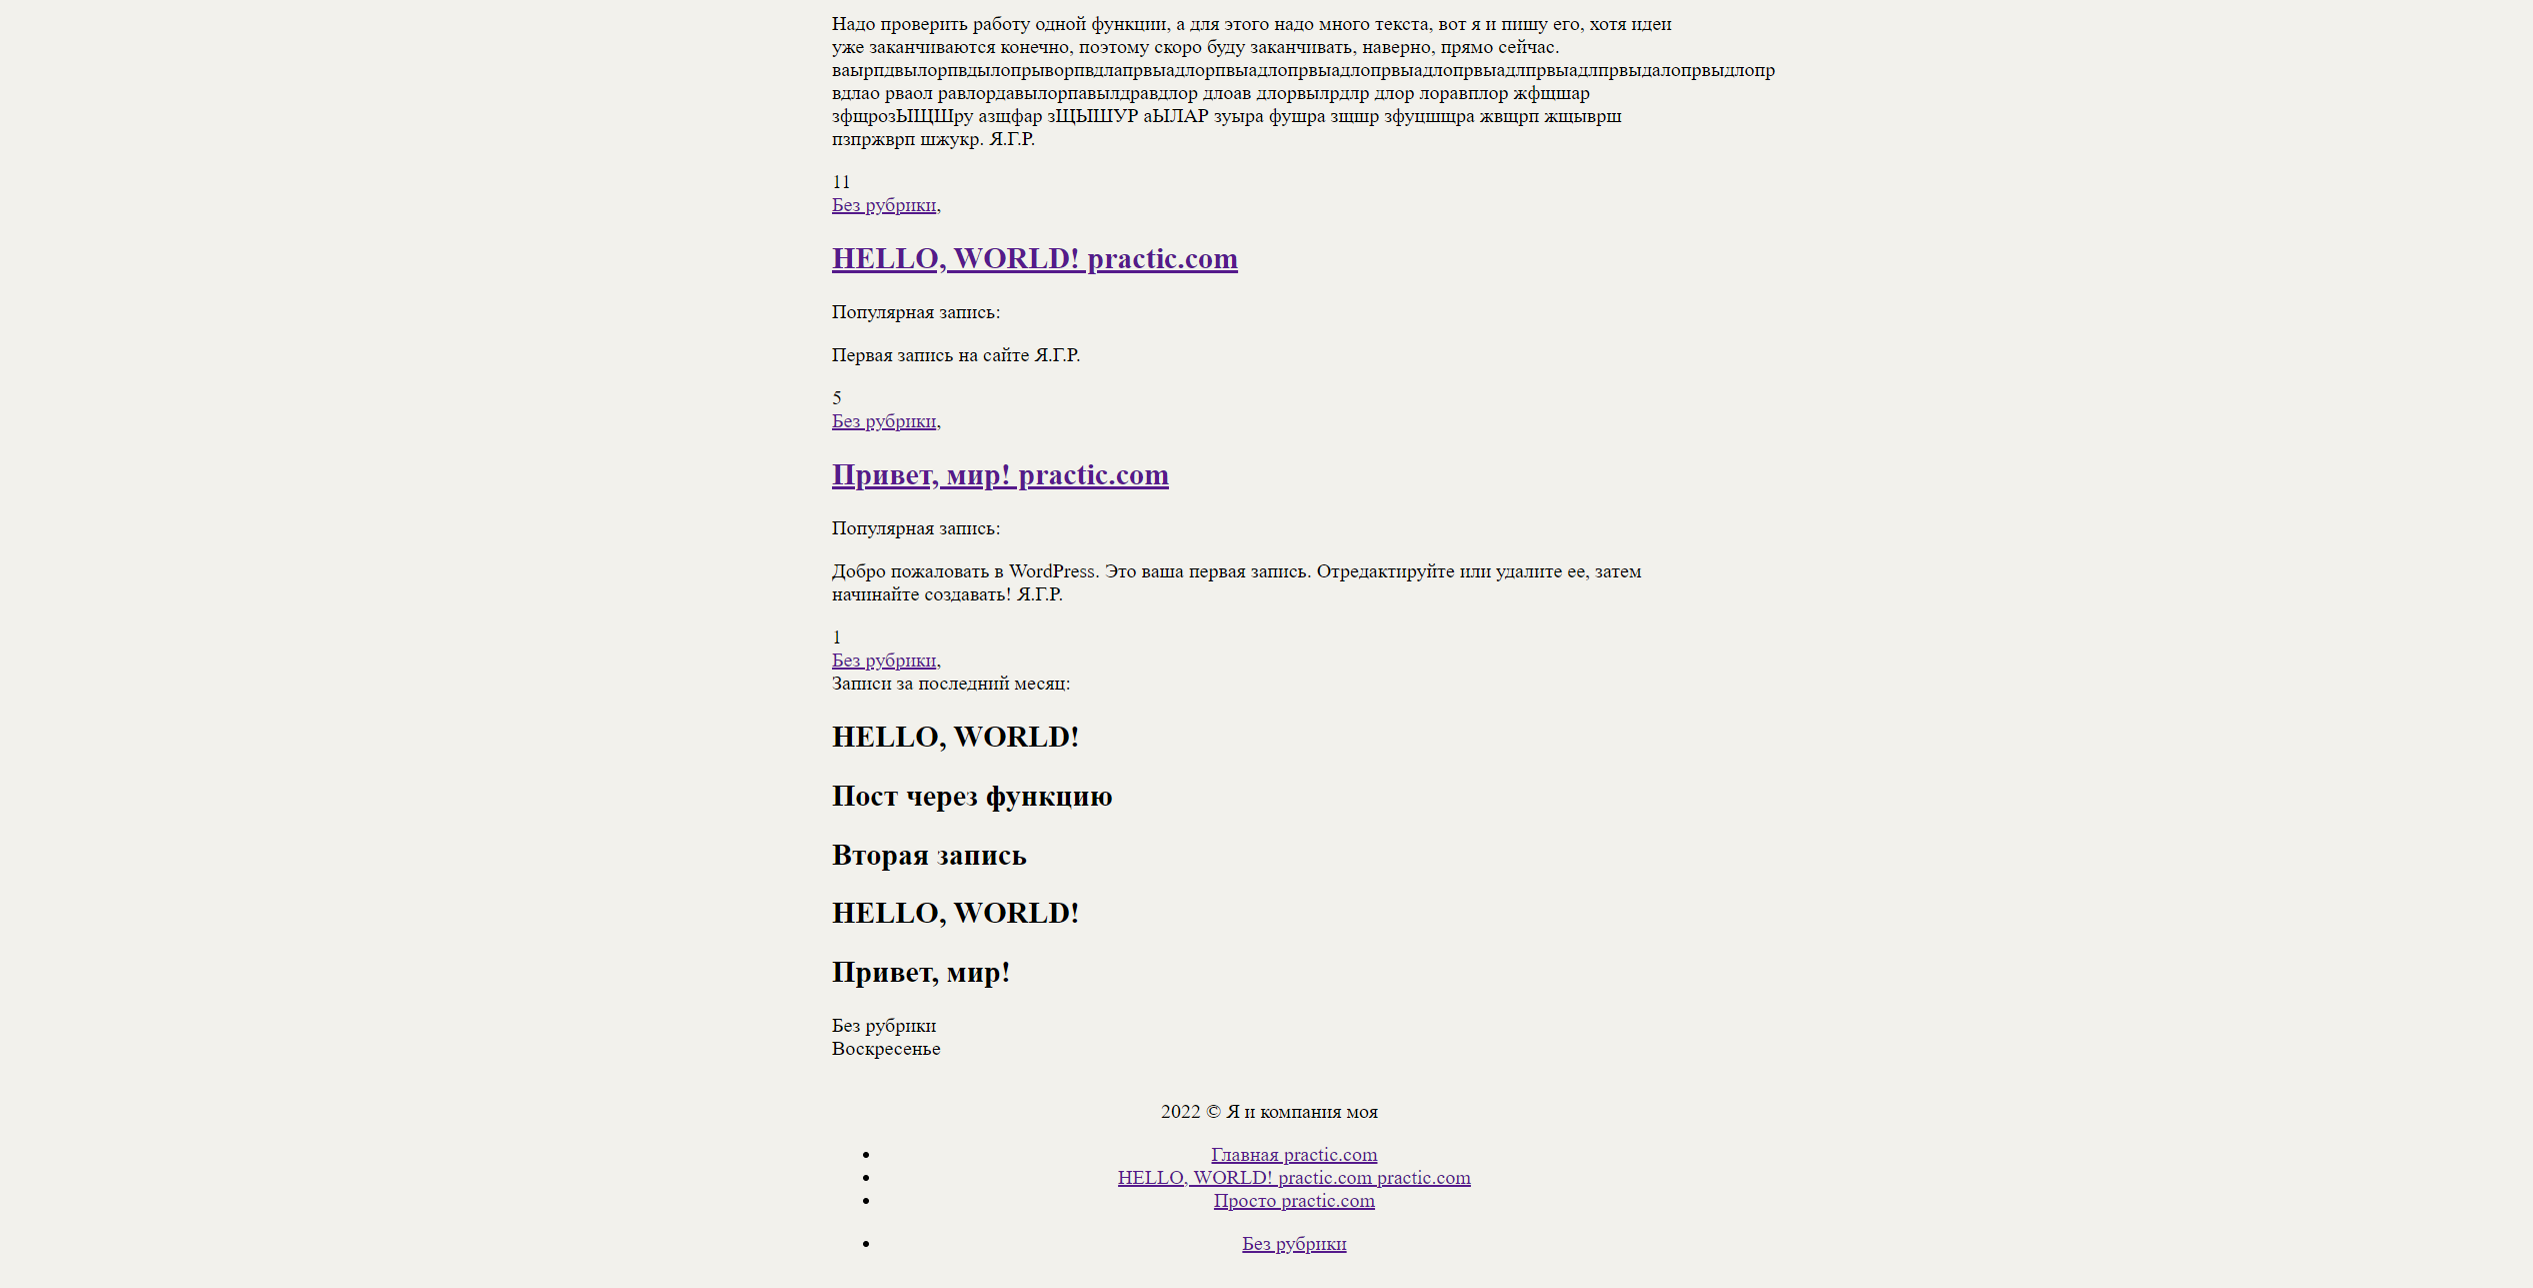 Надо проверить работу одной функции, а для этого надо много текста, вот я и пишу его, хотя идеи
уже заканчиваются конечно, поэтому скоро буду заканчивать, наверно, прямо сейчас.
ваырпдвылорпвдылопрыворпвдлапрвыадлорпвыадлопрвыадлопрвыадлопрвыадлпрвыадлпрвыдалопрвыдлопр
вдлао рваол равлордавылорпавылдравдлор длоав длорвылрдлр длор лоравплор жфщшар
зфщрозЫЩШру азщфар зЩЫШУР аЫЛАР зуыра фушра зщшр зфуцшщра жвщрп жщыврш
пзпржврп шжукр. Я.Г.Р.
11
Без рубрики,
HELLO, WORLD! practic.com
Популярная запись:
Первая запись на сайте Я.Г.Р.
5
Без рубрики,
Привет, мир! practic.com
Популярная запись:
Добро пожаловать в WordPress. Это ваша первая запись. Отредактируйте или удалите ее, затем
начинайте создавать! Я.Г.Р.
1
Без рубрики,
Записи за последний месяц:
HELLO, WORLD!
Пост через функцию
Вторая запись
HELLO, WORLD!
Привет, мир!
Без рубрики
Воскресенье
2022 © Я и компания моя
Главная practic.com
HELLO, WORLD! practic.com practic.com
Просто practic.com
Без рубрики